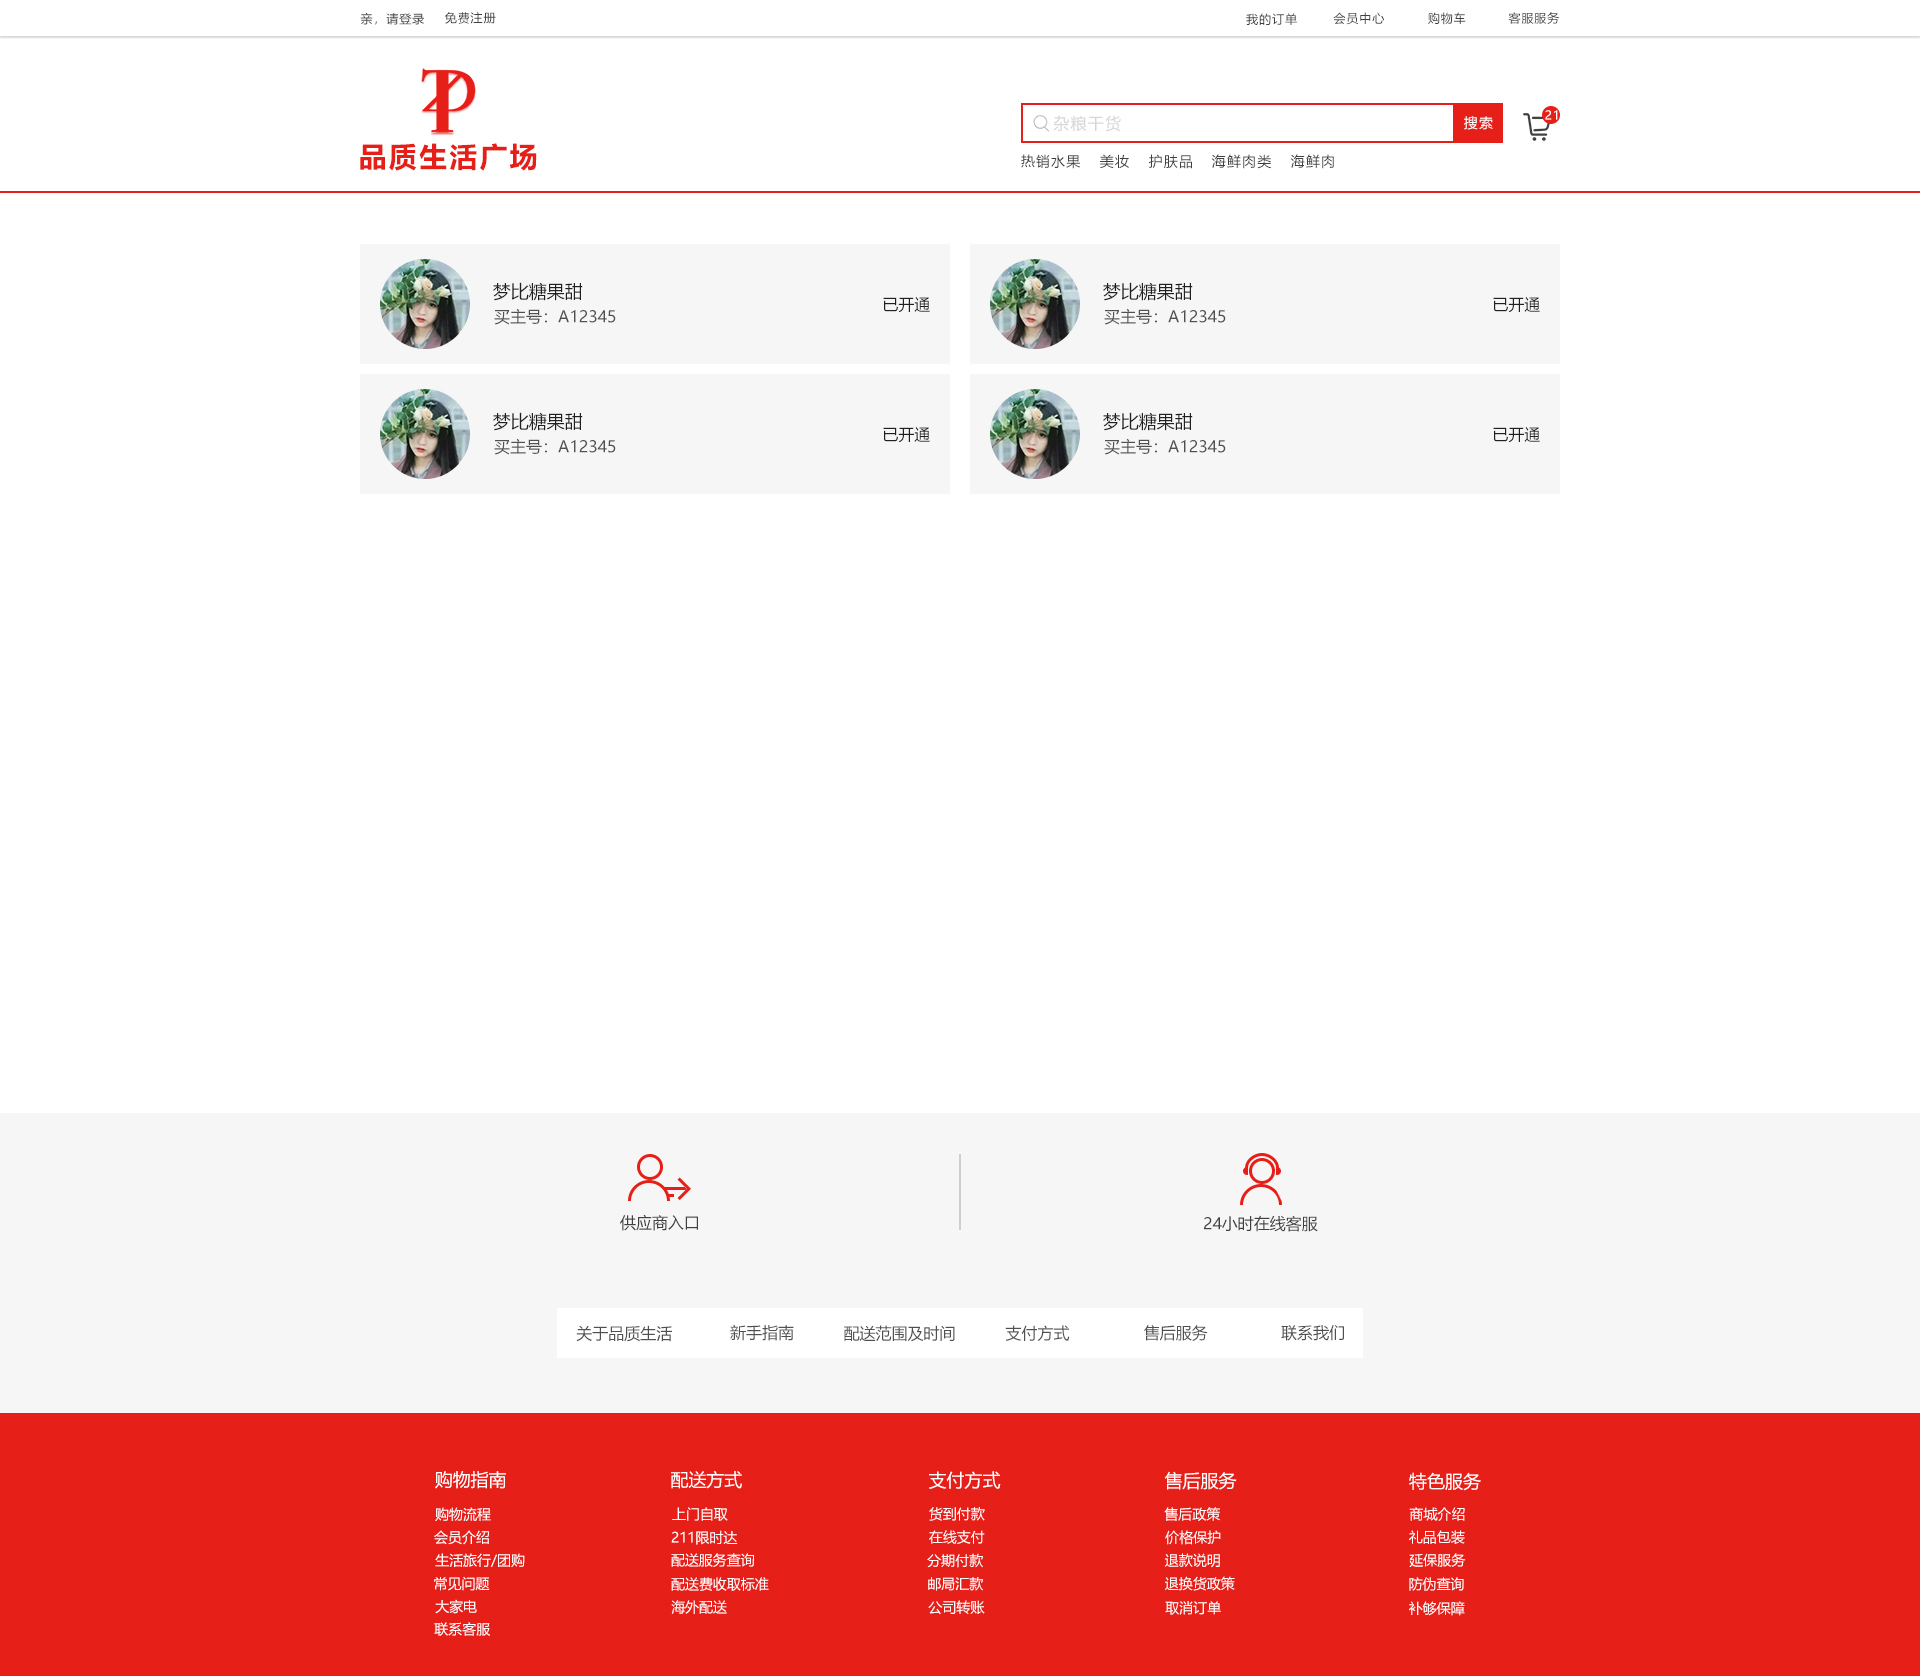 亲，请登录 免费注册 我的订单 会员中心 购物车 客服服务
品质生活广场
杂粮干货 搜索 21
热销水果 美妆 护肤品 海鲜肉类 海鲜肉
梦比糖果甜
买主号：A12345
已开通
梦比糖果甜
买主号：A12345
已开通
梦比糖果甜
买主号：A12345
已开通
梦比糖果甜
买主号：A12345
已开通
供应商入口
24小时在线客服
关于品质生活 新手指南 配送范围及时间 支付方式 售后服务 联系我们
购物指南
购物流程
会员介绍
生活旅行/团购
常见问题
大家电
联系客服
配送方式
上门自取
211限时达
配送服务查询
配送费收取标准
海外配送
支付方式
货到付款
在线支付
分期付款
邮局汇款
公司转账
售后服务
售后政策
价格保护
退款说明
退换货政策
取消订单
特色服务
商城介绍
礼品包装
延保服务
防伪查询
补够保障